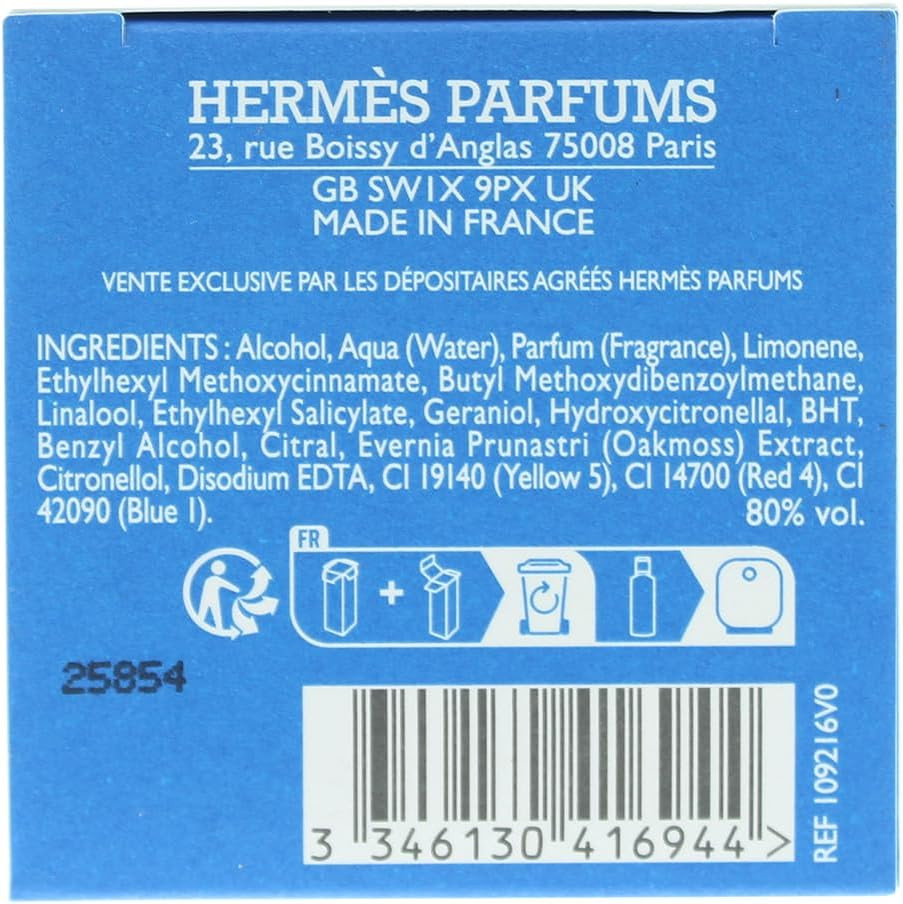 HERMÈS PARFUMS
23, rue Boissy d'Anglas 75008 Paris
GB SW1X 9PX UK
MADE IN FRANCE
VENTE EXCLUSIVE PAR LES DÉPOSITAIRES AGRÉÉS HERMÈS PARFUMS
INGREDIENTS : Alcohol, Aqua (Water), Parfum (Fragrance), Limonene,
Ethylhexyl Methoxycinnamate, Butyl Methoxydibenzoylmethane,
Linalool, Ethylhexyl Salicylate, Geraniol, Hydroxycitronellal, BHT,
Benzyl Alcohol, Citral, Evernia Prunastri (Oakmoss) Extract,
Citronellol, Disodium EDTA, CI 19140 (Yellow 5), CI 14700 (Red 4), CI
42090 (Blue 1). 80% vol.
FR
+
25854
3 346130 416944 >
REF 109216V0